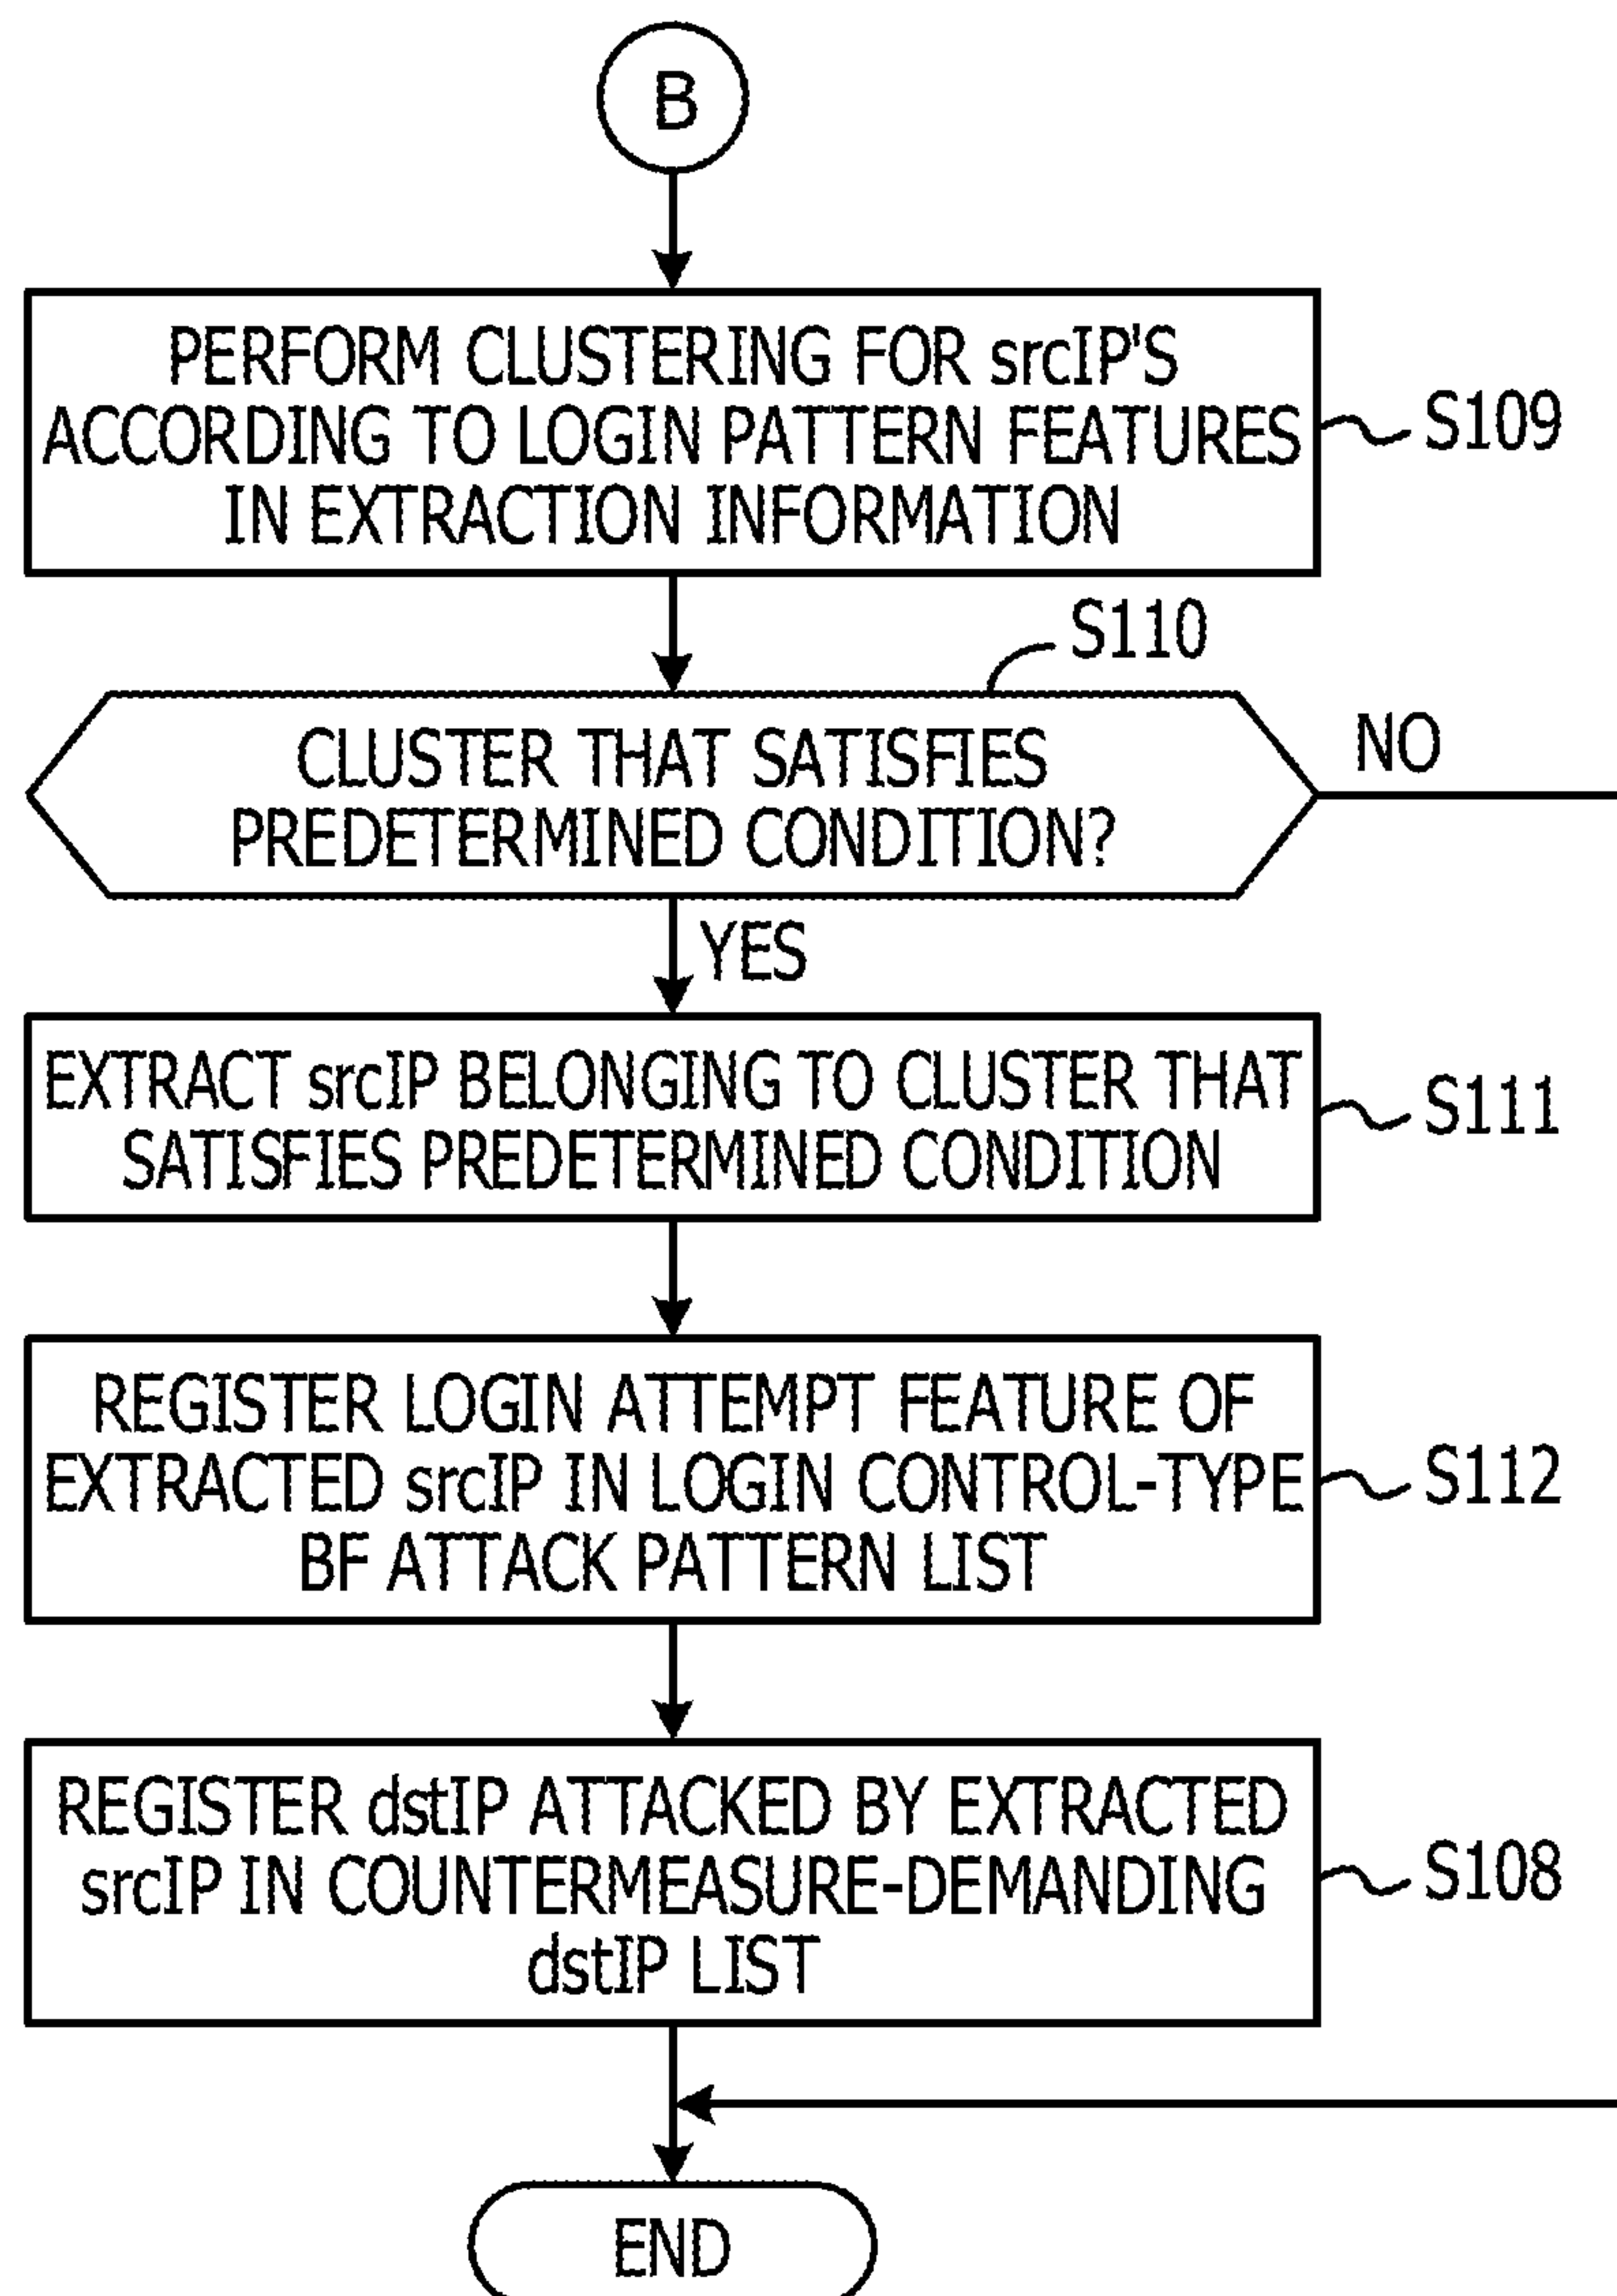 B
PERFORM CLUSTERING FOR srcIP'S
ACCORDING TO LOGIN PATTERN FEATURES
IN EXTRACTION INFORMATION
S109
S110
CLUSTER THAT SATISFIES
PREDETERMINED CONDITION?
NO
YES
EXTRACT srcIP BELONGING TO CLUSTER THAT
SATISFIES PREDETERMINED CONDITION
S111
REGISTER LOGIN ATTEMPT FEATURE OF
EXTRACTED srcIP IN LOGIN CONTROL-TYPE
BF ATTACK PATTERN LIST
S112
REGISTER dstIP ATTACKED BY EXTRACTED
srcIP IN COUNTERMEASURE-DEMANDING
dstIP LIST
S108
END